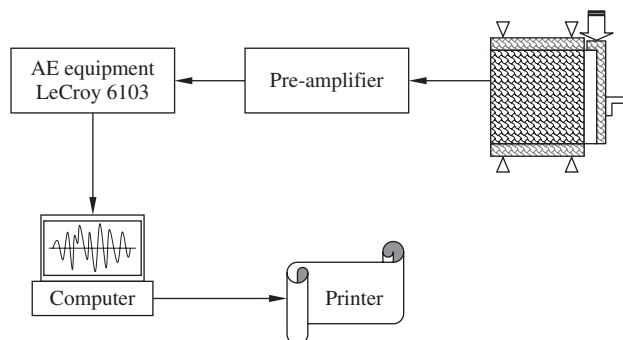 AE equipment
LeCroy 6103
Pre-amplifier
Computer
Printer